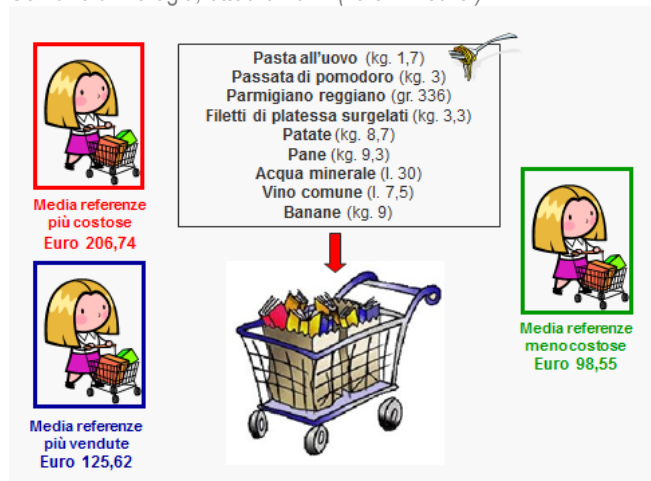 Pasta all'uovo (kg. 1,7)
Passata di pomodoro (kg. 3)
Parmigiano reggiano (gr. 336)
Filetti di platessa surgelati (kg. 3,3)
Patate (kg. 8,7)
Pane (kg. 9,3)
Acqua minerale (l. 30)
Vino comune (l. 7,5)
Banane (kg. 9)
Media referenze
più costose
Euro 206,74
Media referenze
più vendute
Euro 125,62
Media referenze
meno costose
Euro 98,55